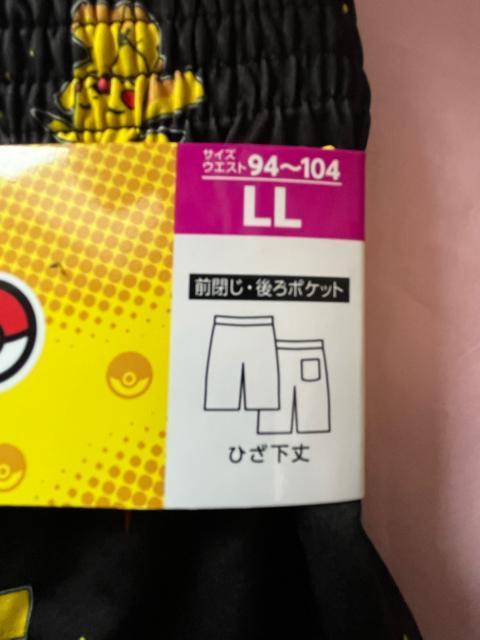 サイズ
ウエスト94〜104
LL
前閉じ・後ろポケット
ひざ下丈